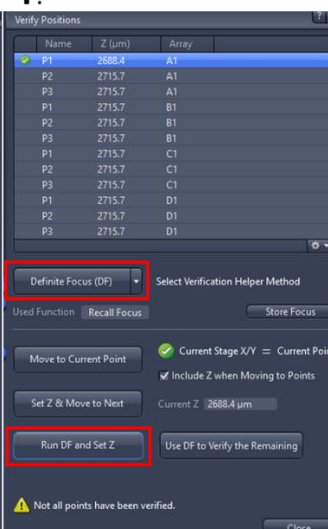 Verify Positions ?
Name Z (μm) Array
P1 2688.4 A1
P2 2715.7 A1
P3 2715.7 A1
P1 2715.7 B1
P2 2715.7 B1
P3 2715.7 B1
P1 2715.7 C1
P2 2715.7 C1
P3 2715.7 C1
P1 2715.7 D1
P2 2715.7 D1
P3 2715.7 D1
Definite Focus (DF) Select Verification Helper Method
Used Function Recall Focus Store Focus
Move to Current Point Current Stage X/Y = Current Poi
Include Z when Moving to Points
Set Z & Move to Next Current Z 2688.4 μm
Run DF and Set Z Use DF to Verify the Remaining
Not all points have been verified.
Close